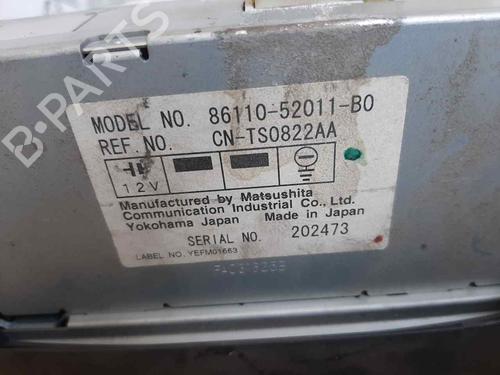 B-PARTS
MODEL NO. 86110-52011-B0
REF.NO. CN-TS0822AA
12V
Manufactured by Matsushita
Communication Industrial Co., Ltd.
Yokohama Japan Made in Japan
SERIAL NO. 202473
LABEL NO. YEFM01663